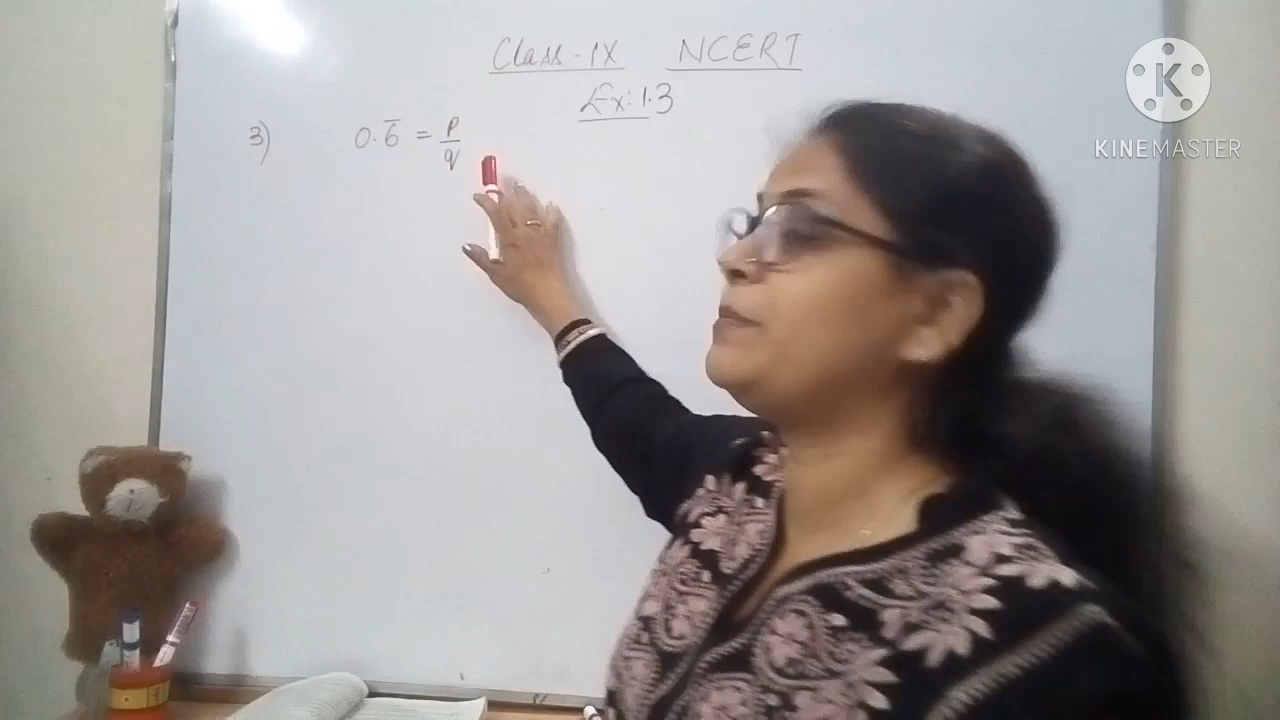 Class-IX NCERT
Ex:1.3
3) 0.6̅ = p/q
K
KINEMASTER